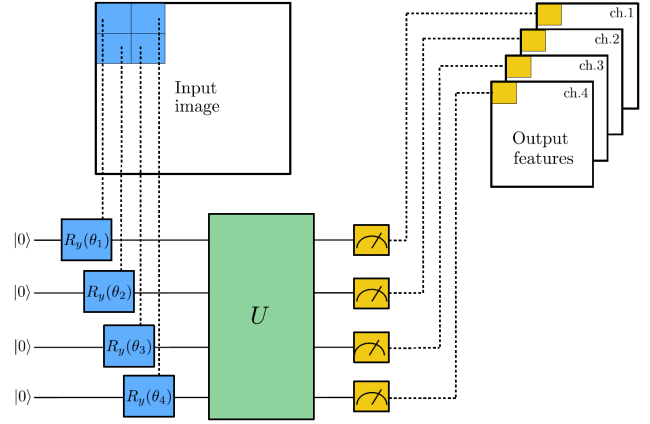 ch.1
ch.2
ch.3
ch.4
Input
image
Output
features
|0⟩ R_y(θ_1)
|0⟩ R_y(θ_2)
U
|0⟩ R_y(θ_3)
|0⟩ R_y(θ_4)